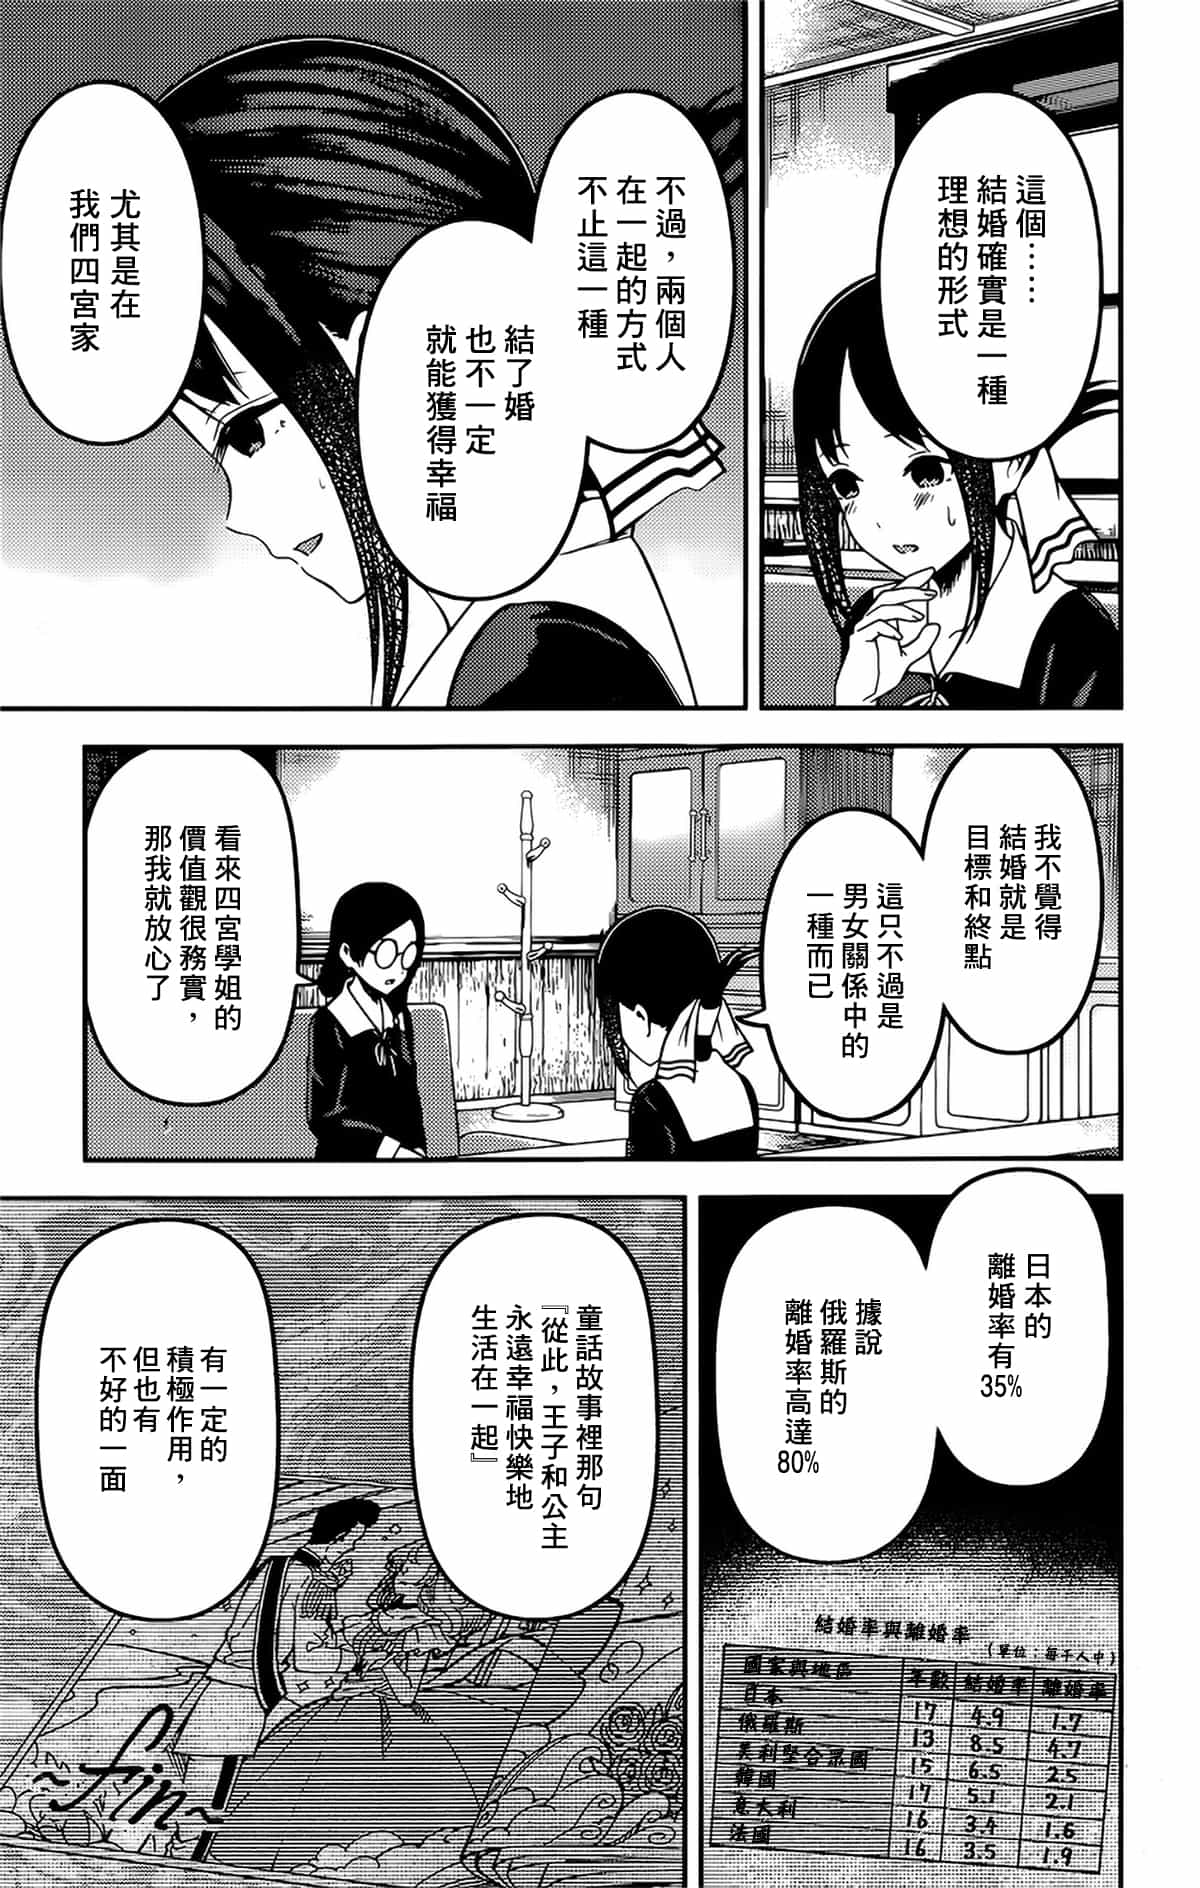 這個……
結婚確實是一種
理想的形式
不過，兩個人
在一起的方式
不止這一種
結了婚
也不一定
就能獲得幸福
尤其是在
我們四宮家
我不覺得
結婚就是
目標和終點
這只不過是
男女關係中的
一種而已
看來四宮學姐的
價值觀很務實，
那我就放心了
日本的
離婚率有
35%
據說
俄羅斯的
離婚率高達
80%
結婚率與離婚率
（單位：每千人中）
國家與地區 年數 結婚率 離婚率
日本 17 4.9 1.7
俄羅斯 13 8.5 4.7
美利堅合眾國 15 6.5 2.5
韓國 17 5.1 2.1
意大利 16 3.4 1.6
法國 16 3.5 1.9
童話故事裡那句
『從此，王子和公主
永遠幸福快樂地
生活在一起』
有一定的
積極作用，
但也有
不好的一面
~fin~